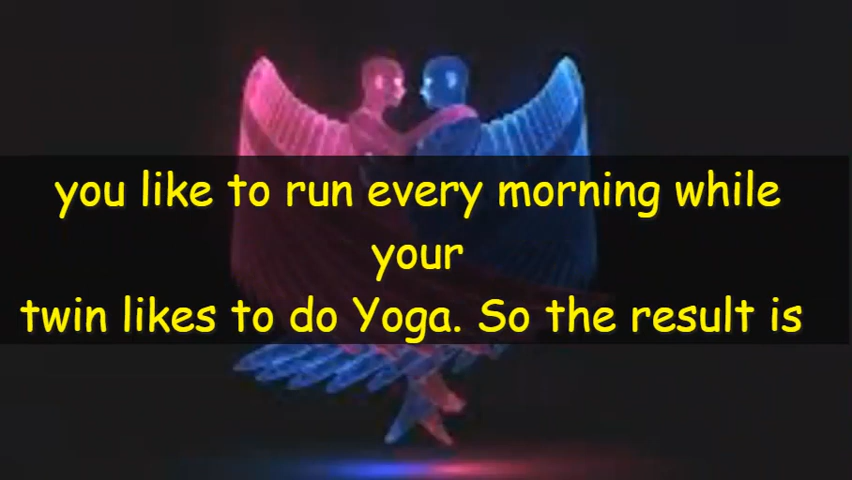 you like to run every morning while
your
twin likes to do Yoga. So the result is